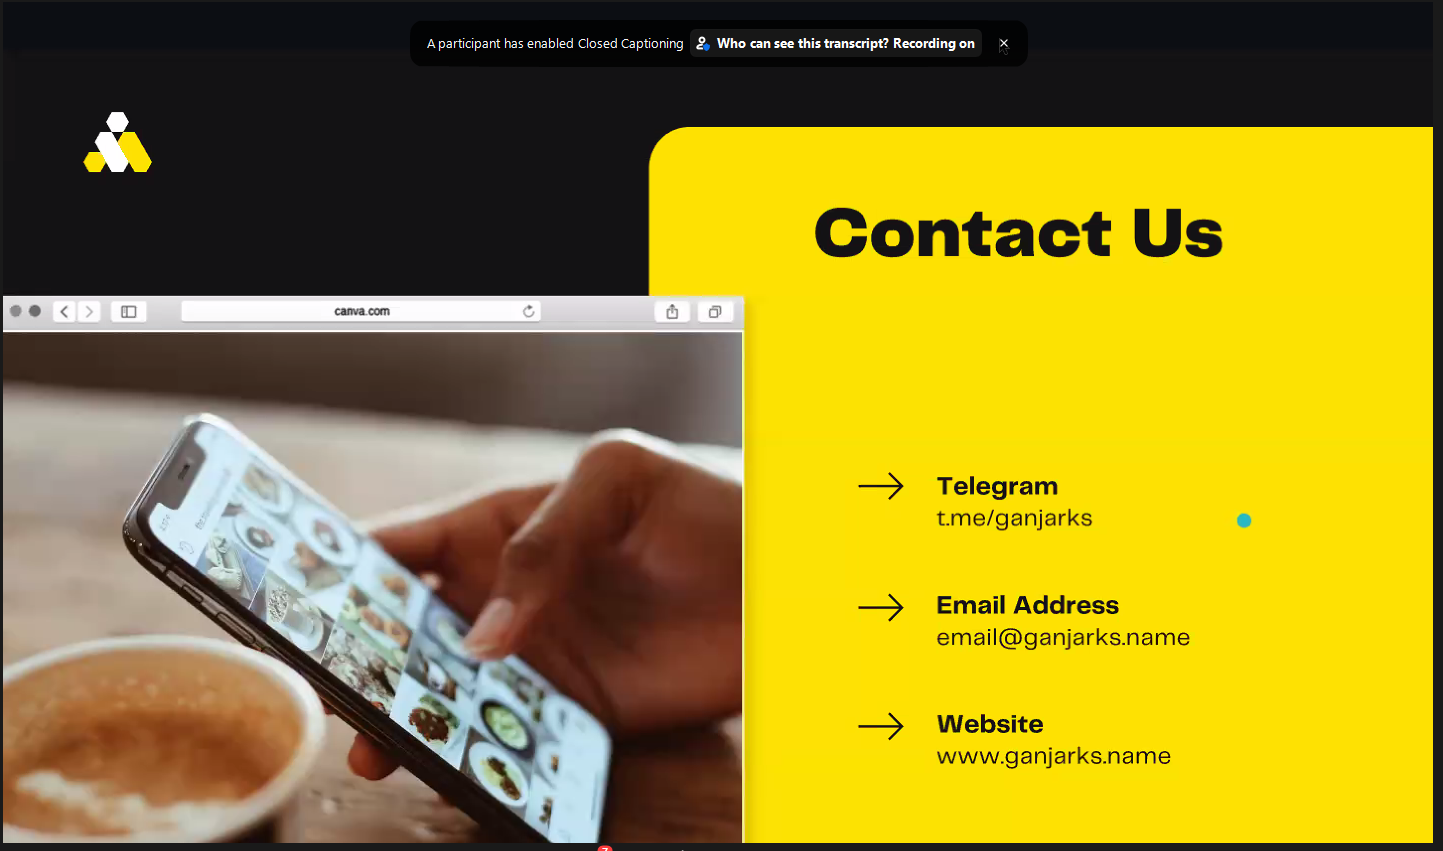 A participant has enabled Closed Captioning Who can see this transcript? Recording on
Contact Us
canva.com
Telegram
t.me/ganjarks
Email Address
email@ganjarks.name
Website
www.ganjarks.name